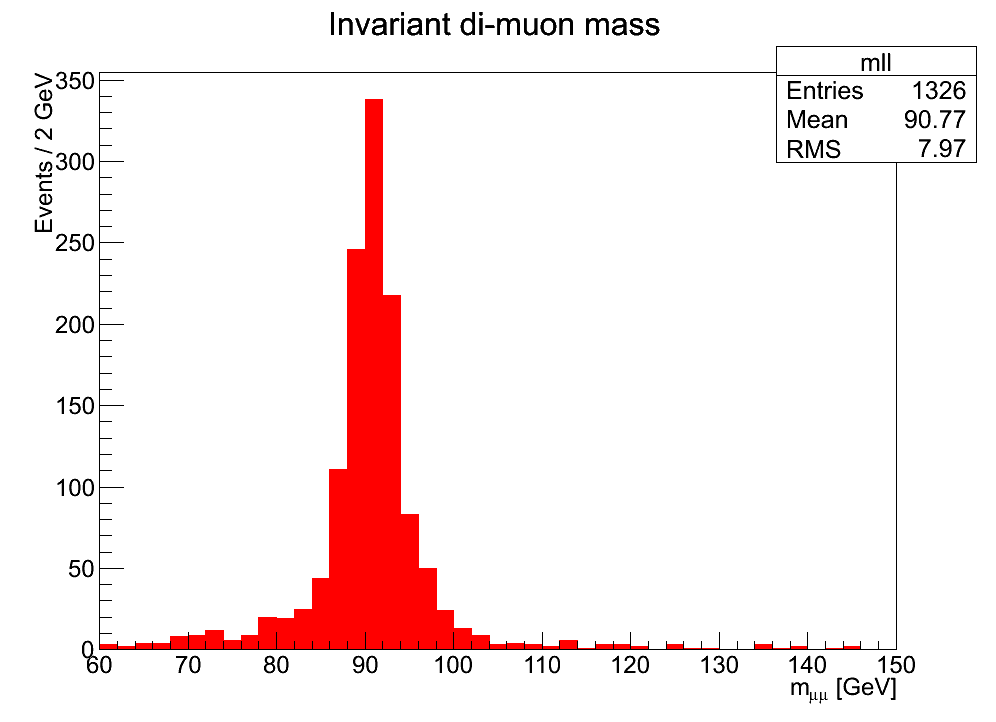 Invariant di-muon mass
mll
Entries 1326
Mean 90.77
RMS 7.97
Events / 2 GeV
350
300
250
200
150
100
50
0
60 70 80 90 100 110 120 130 140 150
mμμ [GeV]